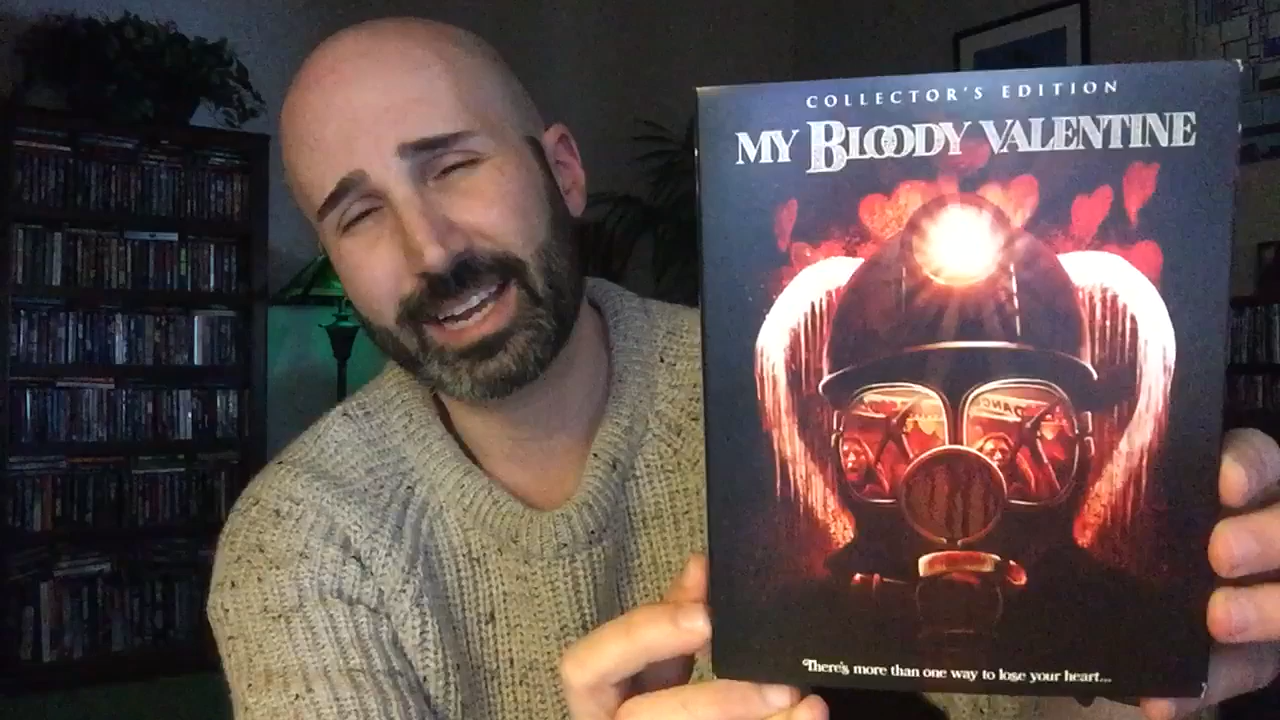 COLLECTOR'S EDITION
MY BLOODY VALENTINE
There's more than one way to lose your heart...